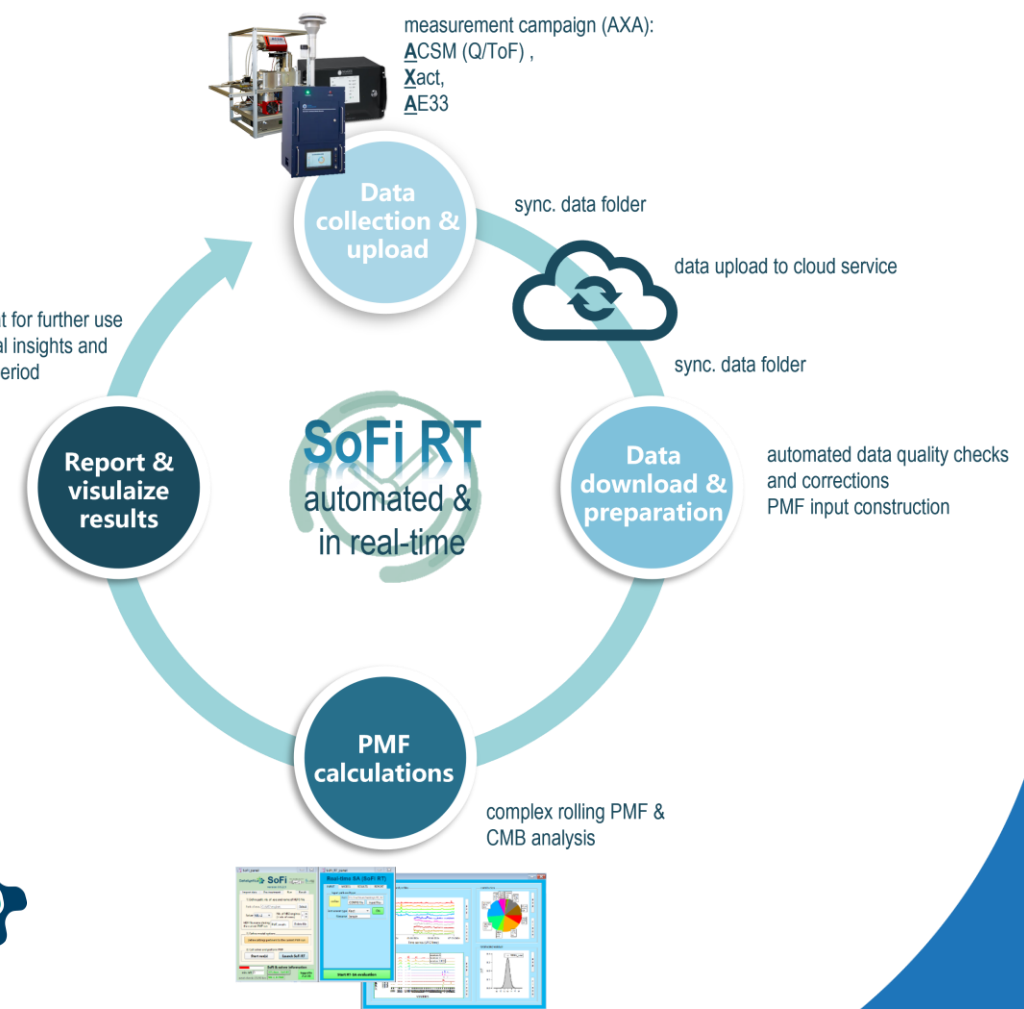 measurement campaign (AXA):
ACSM (Q/ToF) ,
Xact,
AE33
Data
collection &
upload
sync. data folder
data upload to cloud service
sync. data folder
for further use
insights and
Report &
visulaize
results
SoFi RT
automated &
in real-time
Data
download &
preparation
automated data quality checks
and corrections
PMF input construction
PMF
calculations
complex rolling PMF &
CMB analysis
SoFi
Real-time SA (SoFi RT)